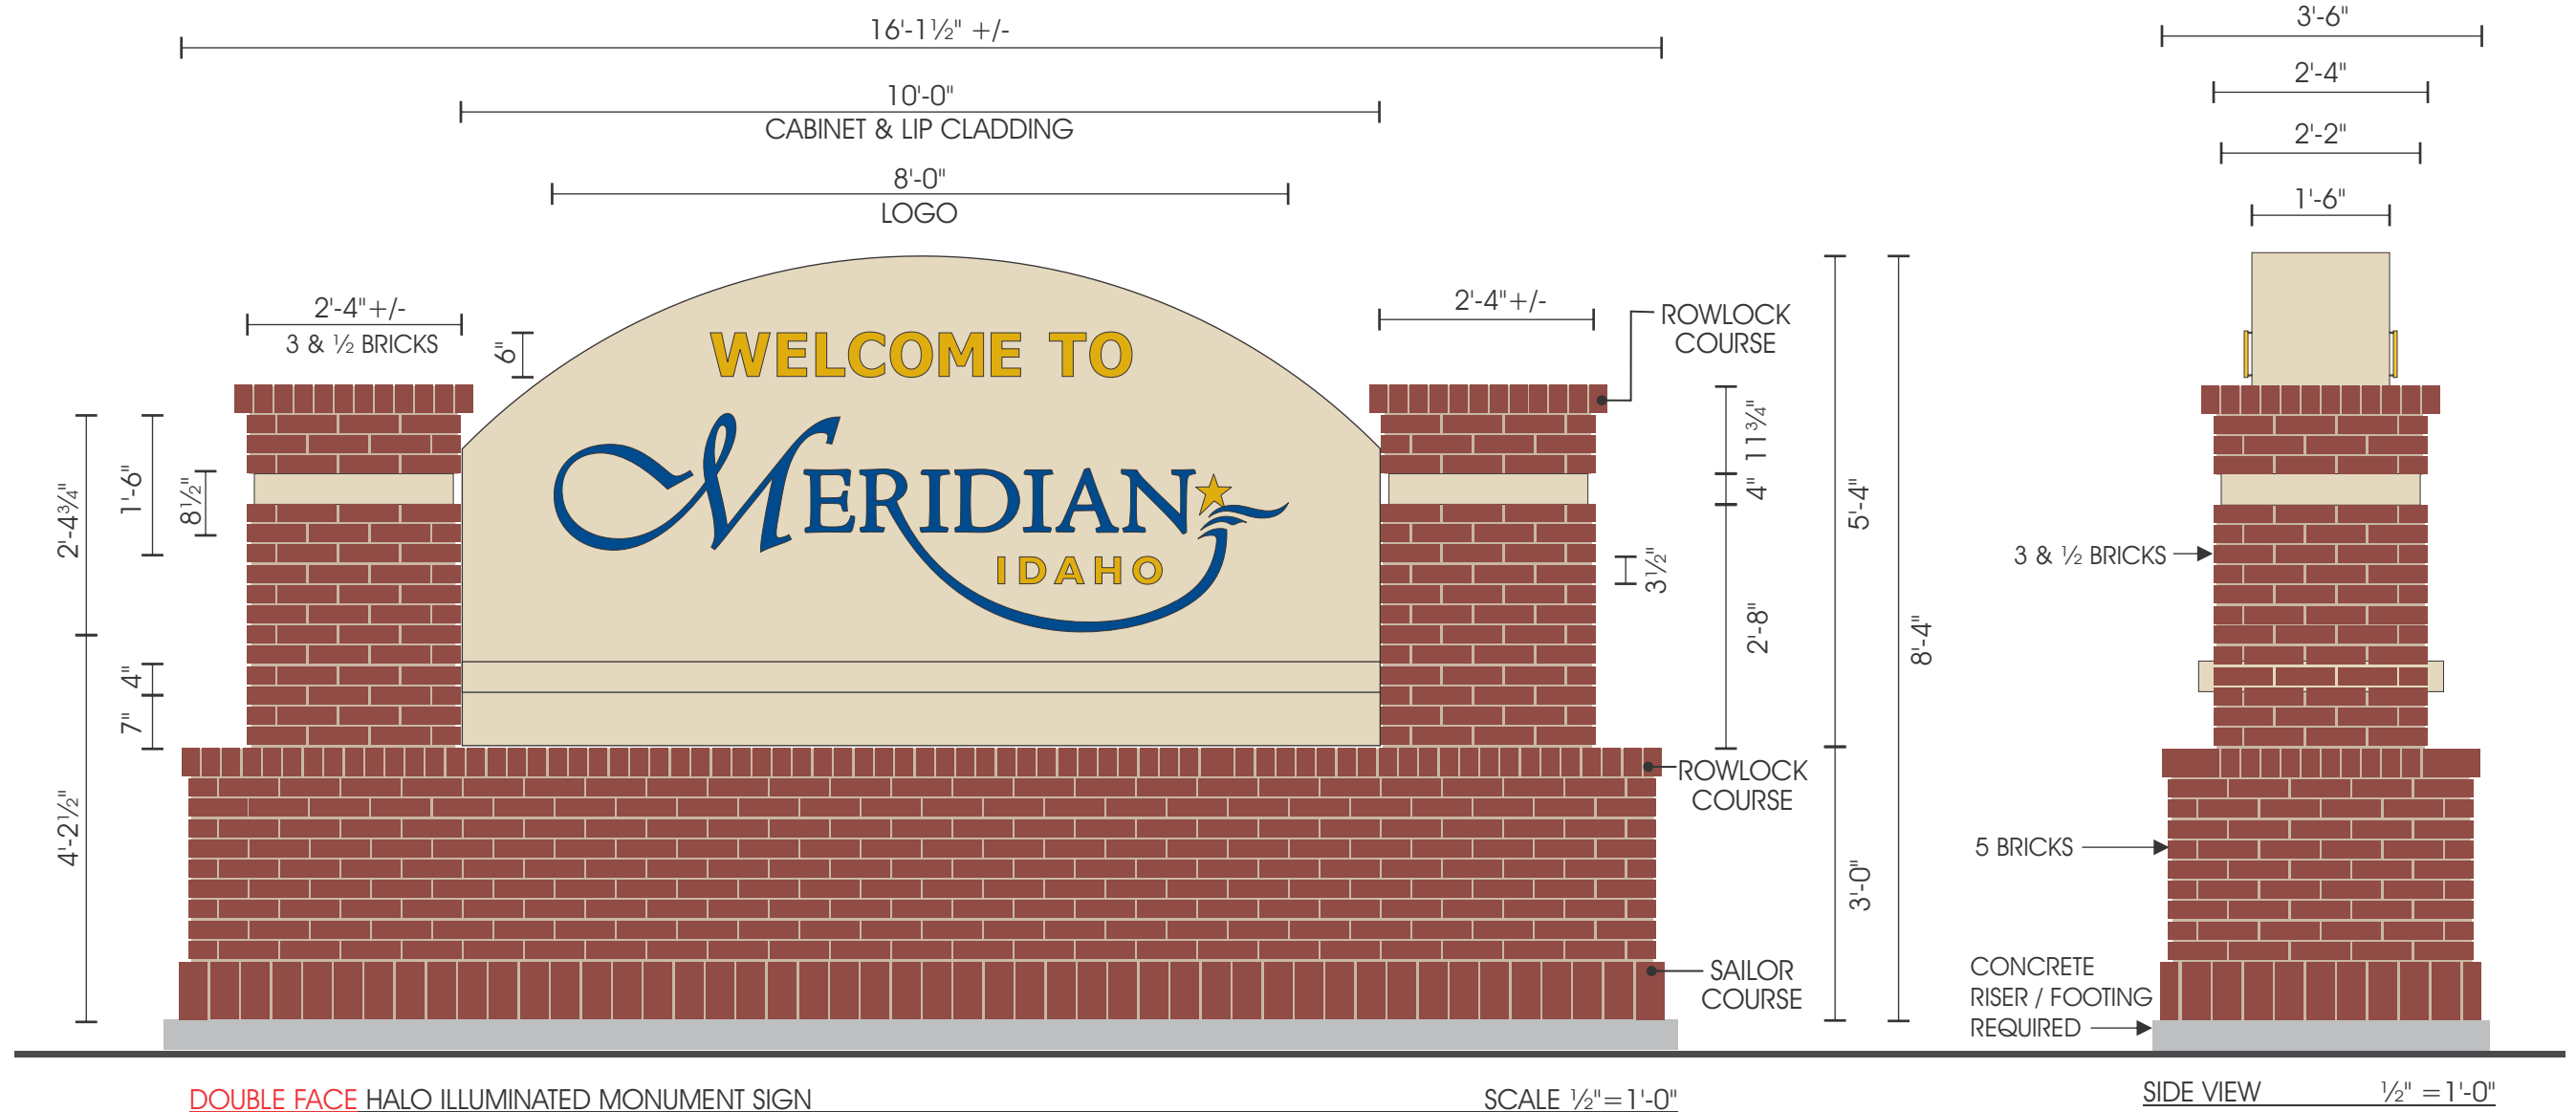 16'-1½" +/-
3'-6"
2'-4"
10'-0"
CABINET & LIP CLADDING
2'-2"
8'-0"
LOGO
1'-6"
2'-4"+/-
3 & ½ BRICKS
6"
WELCOME TO
2'-4"+/-
ROWLOCK
COURSE
2'-4¾"
1'-6"
8½"
MERIDIAN
IDAHO
11¾"
4"
3½"
2'-8"
5'-4"
8'-4"
3 & ½ BRICKS
4"
7"
4'-2½"
ROWLOCK
COURSE
3'-0"
5 BRICKS
SAILOR
COURSE
CONCRETE
RISER / FOOTING
REQUIRED
DOUBLE FACE HALO ILLUMINATED MONUMENT SIGN
SCALE ½"=1'-0"
SIDE VIEW ½" =1'-0"